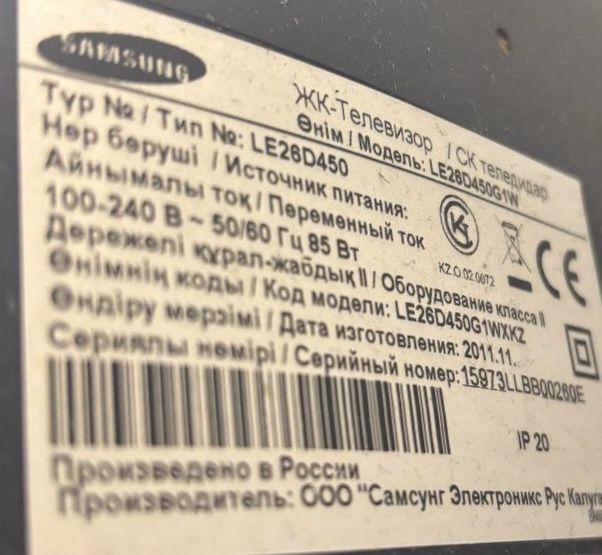 SAMSUNG
ЖК-Телевизор / СК теледидар
Түр № / Тип №: LE26D450
Өнім / Модель: LE26D450G1W
Нәр беруші / Источник питания:
Айнымалы ток / Переменный ток
100-240 В ~ 50/60 Гц 85 Вт
KZ.O.02.0072
CE
Дәрежелі құрал-жабдық II / Оборудование класса II
Өнімнің коды / Код модели: LE26D450G1WXKZ
Өндіру мерзімі / Дата изготовления: 2011.11.
Сериялы нөмірі / Серийный номер: 15973LLBB00260E
IP 20
Произведено в России
Производитель: ООО "Самсунг Электроникс Рус Калуга